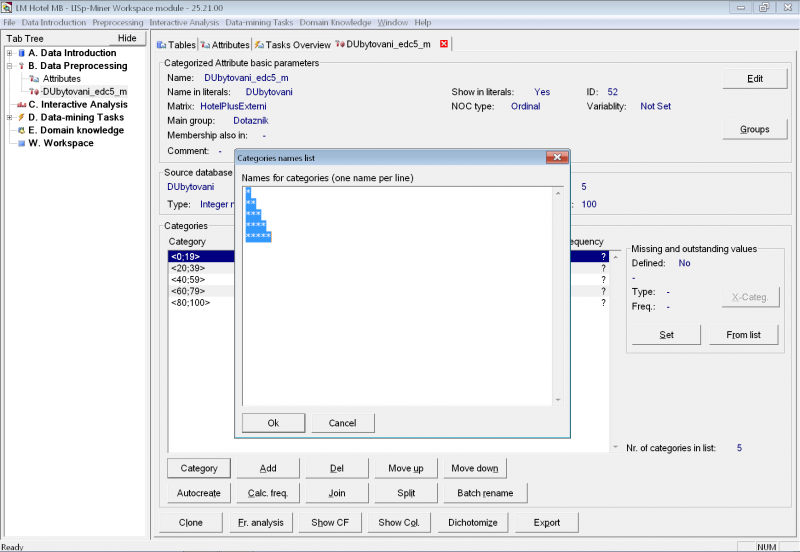 LM Hotel MB - LISp-Miner Workspace module - 25.21.00
File Data Introduction Preprocessing Interactive Analysis Data-mining Tasks Domain Knowledge Window Help
Tab Tree Hide
A. Data Introduction
B. Data Preprocessing
Attributes
DUbytovani_edc5_m
C. Interactive Analysis
D. Data-mining Tasks
E. Domain knowledge
W. Workspace
Tables Attributes Tasks Overview DUbytovani_edc5_m
Categorized Attribute basic parameters
Name: DUbytovani_edc5_m
Name in literals: DUbytovani Show in literals: Yes ID: 52
Matrix: HotelPlusExterni NOC type: Ordinal Variablity: Not Set
Main group: Dotaznik
Membership also in: -
Comment: -
Edit
Groups
Source database
DUbytovani 5
Type: Integer n : 100
Categories
Category equency
<0;19> ?
<20;39> ?
<40;59> ?
<60;79> ?
<80;100> ?
Categories names list
Names for categories (one name per line)
*
**
***
****
*****
Ok Cancel
Missing and outstanding values
Defined: No
-
Type: -
Freq.: -
X-Categ.
Set From list
Nr. of categories in list: 5
Category Add Del Move up Move down
Autocreate Calc. freq. Join Split Batch rename
Clone Fr. analysis Show CF Show Col. Dichotomize Export
Ready NUM